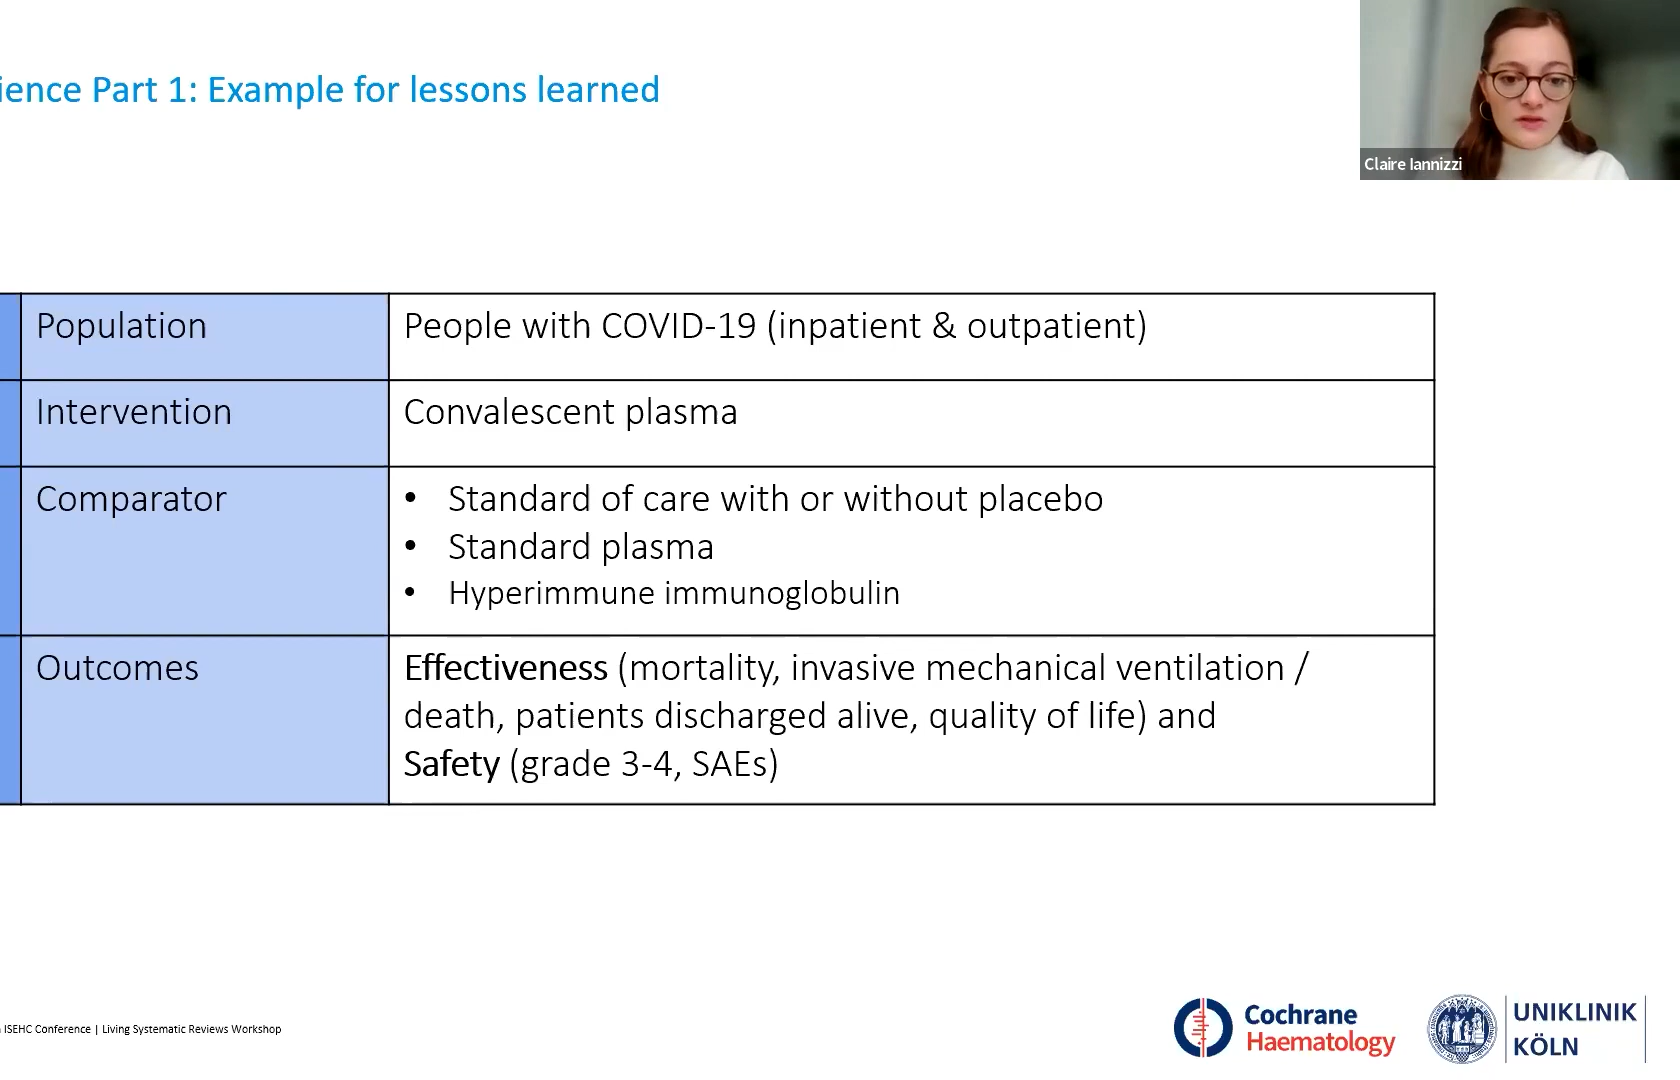 ience Part 1: Example for lessons learned
Claire Iannizzi
Population
People with COVID-19 (inpatient & outpatient)
Intervention
Convalescent plasma
Comparator
• Standard of care with or without placebo
• Standard plasma
• Hyperimmune immunoglobulin
Outcomes
Effectiveness (mortality, invasive mechanical ventilation /
death, patients discharged alive, quality of life) and
Safety (grade 3-4, SAEs)
ISEHC Conference | Living Systematic Reviews Workshop
Cochrane
Haematology
UNIKLINIK
KÖLN